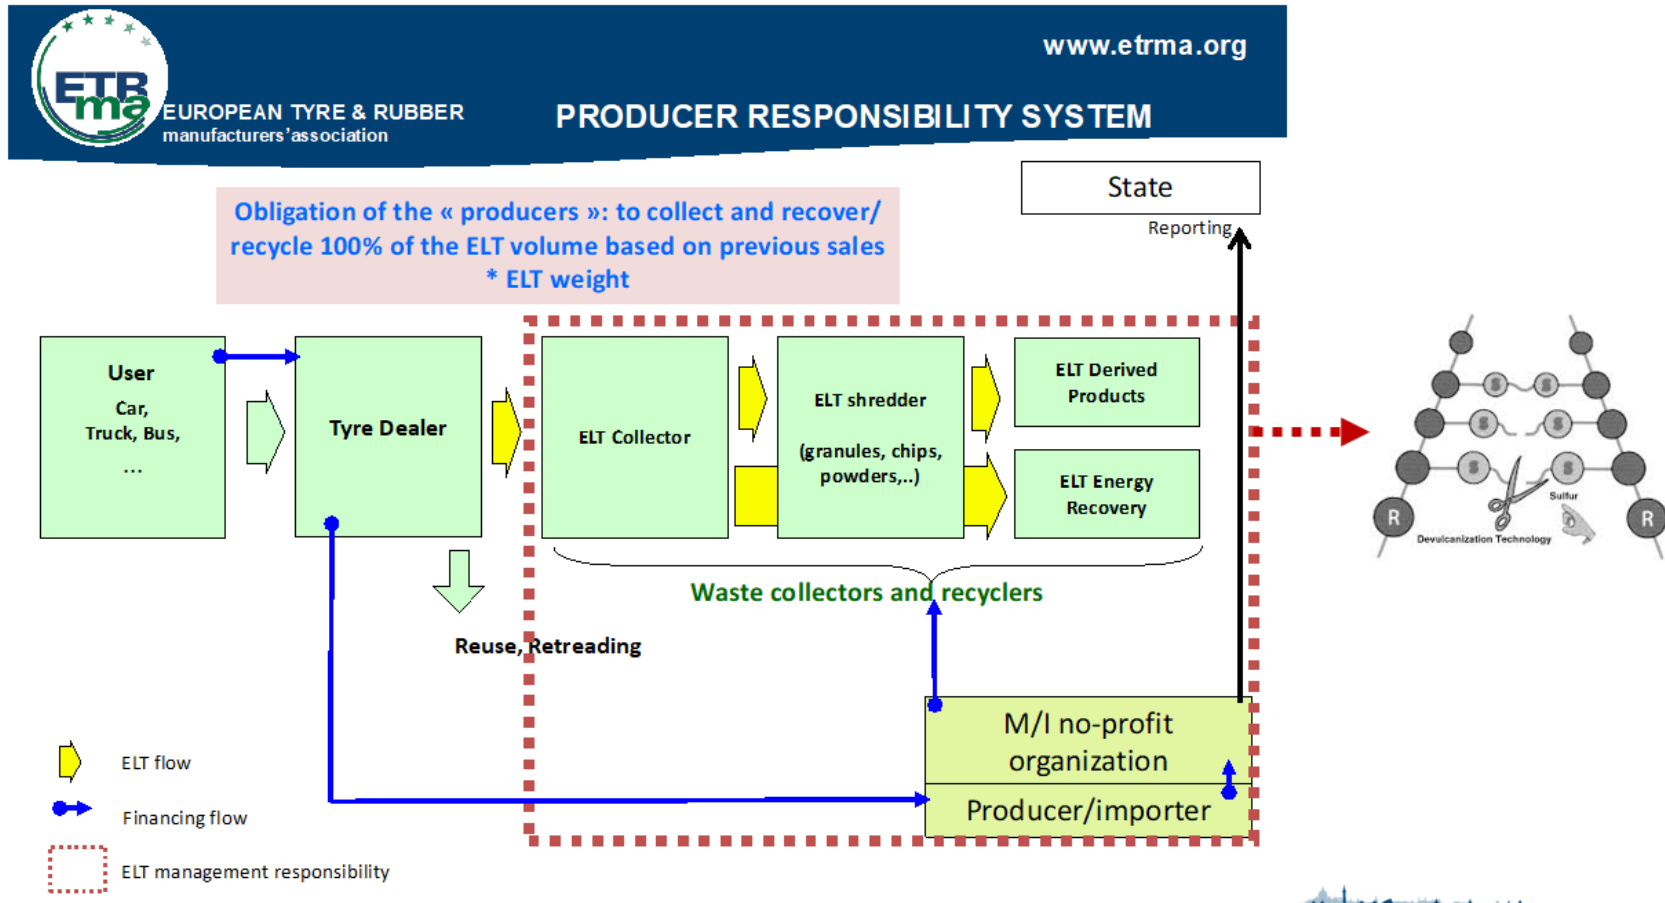 www.etrma.org
ETR
ma
EUROPEAN TYRE & RUBBER
manufacturers'association
PRODUCER RESPONSIBILITY SYSTEM
State
Reporting
Obligation of the « producers »: to collect and recover/
recycle 100% of the ELT volume based on previous sales
* ELT weight
User
Car,
Truck, Bus,
...
Tyre Dealer
ELT Collector
ELT shredder
(granules, chips,
powders,..)
ELT Derived
Products
ELT Energy
Recovery
S S
S S
S S
Sulfur
R R
Devulcanization Technology
Waste collectors and recyclers
Reuse, Retreading
M/I no-profit
organization
Producer/importer
ELT flow
Financing flow
ELT management responsibility